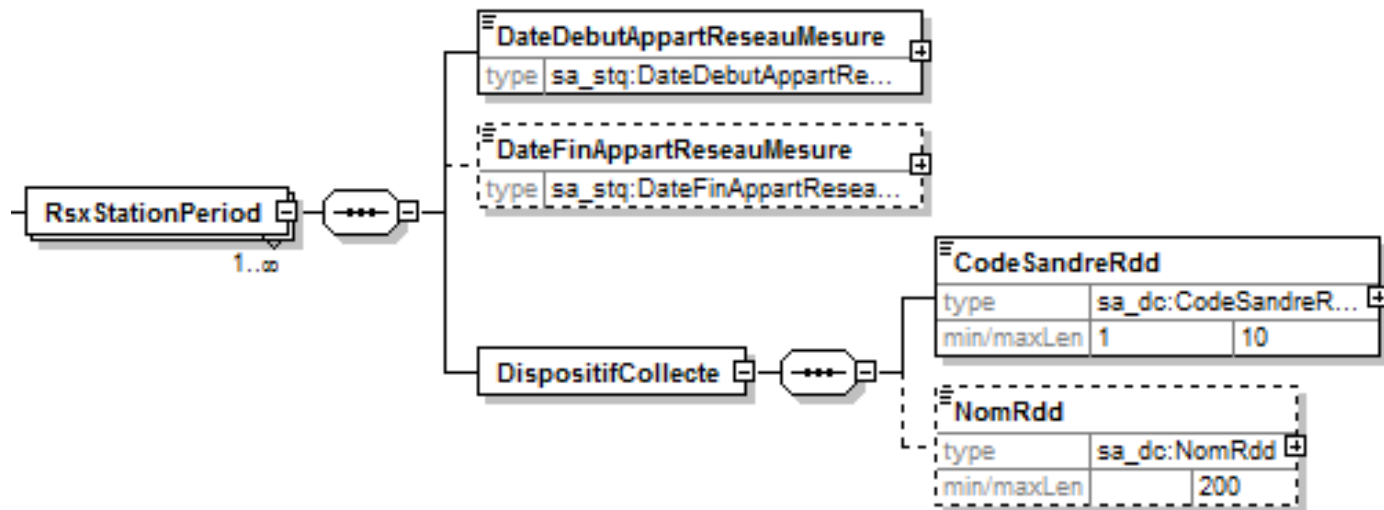 DateDebutAppartReseauMesure
type sa_stq:DateDebutAppartRe...
DateFinAppartReseauMesure
type sa_stq:DateFinAppartResea...
RsxStationPeriod
1..∞
CodeSandreRdd
type sa_dc:CodeSandreR...
min/maxLen 1 10
DispositifCollecte
NomRdd
type sa_dc:NomRdd
min/maxLen 200